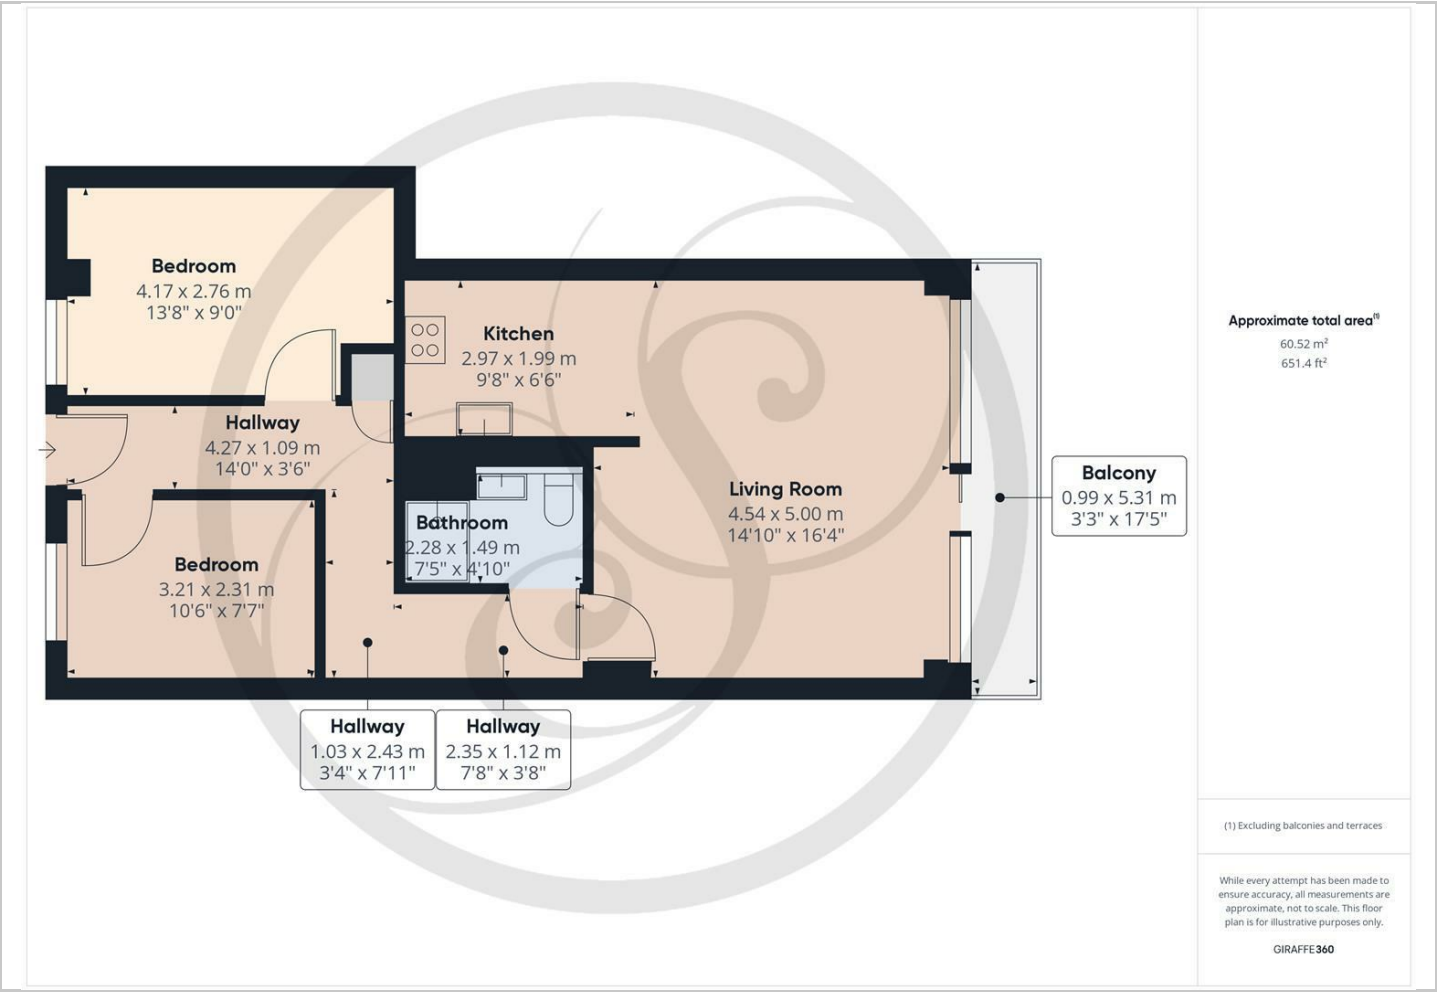 Bedroom
4.17 x 2.76 m
13'8" x 9'0"
Kitchen
2.97 x 1.99 m
9'8" x 6'6"
Hallway
4.27 x 1.09 m
14'0" x 3'6"
Bathroom
2.28 x 1.49 m
7'5" x 4'10"
Living Room
4.54 x 5.00 m
14'10" x 16'4"
Balcony
0.99 x 5.31 m
3'3" x 17'5"
Bedroom
3.21 x 2.31 m
10'6" x 7'7"
Hallway
1.03 x 2.43 m
3'4" x 7'11"
Hallway
2.35 x 1.12 m
7'8" x 3'8"
Approximate total area(1)
60.52 m²
651.4 ft²
(1) Excluding balconies and terraces
While every attempt has been made to
ensure accuracy, all measurements are
approximate, not to scale. This floor
plan is for illustrative purposes only.
GIRAFFE360